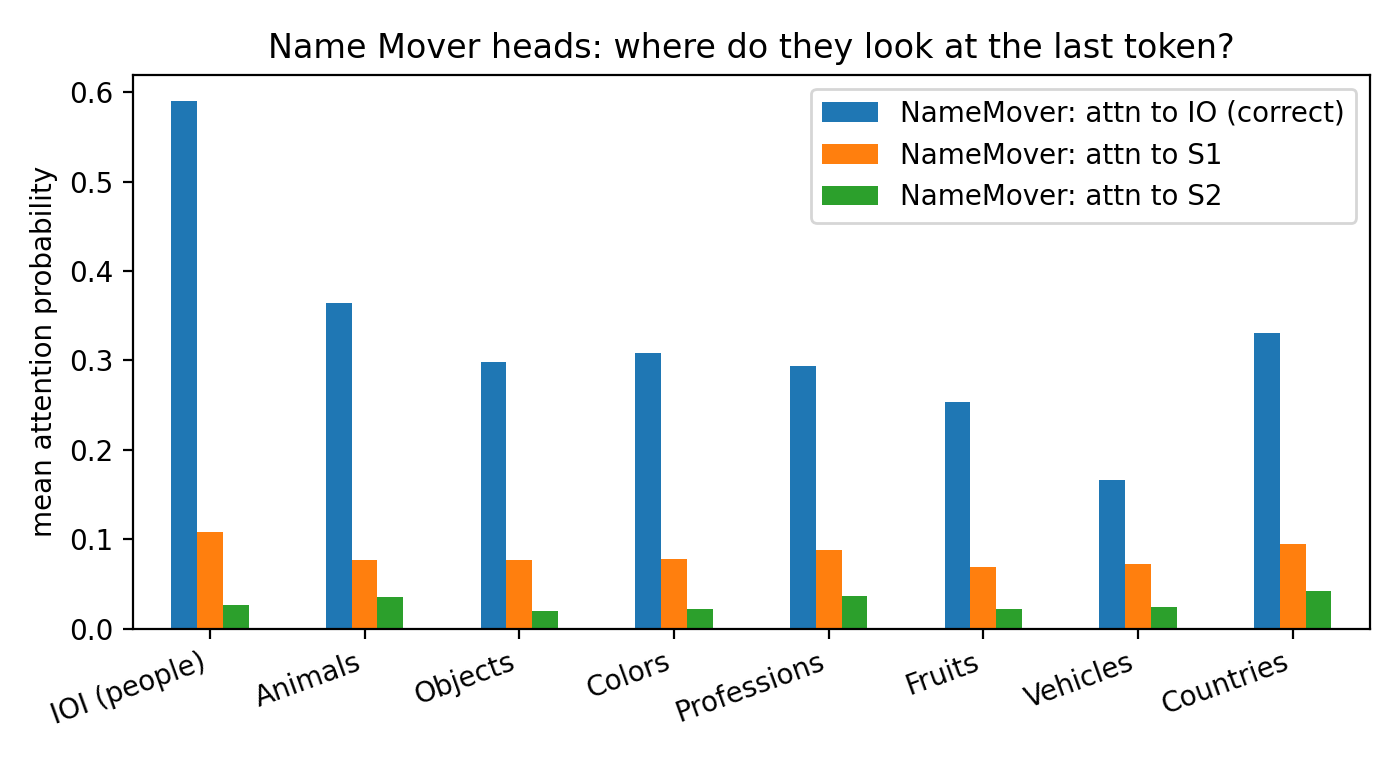 Name Mover heads: where do they look at the last token?
NameMover: attn to IO (correct)
NameMover: attn to S1
NameMover: attn to S2
mean attention probability
0.6
0.5
0.4
0.3
0.2
0.1
0.0
IOI (people)
Animals
Objects
Colors
Professions
Fruits
Vehicles
Countries